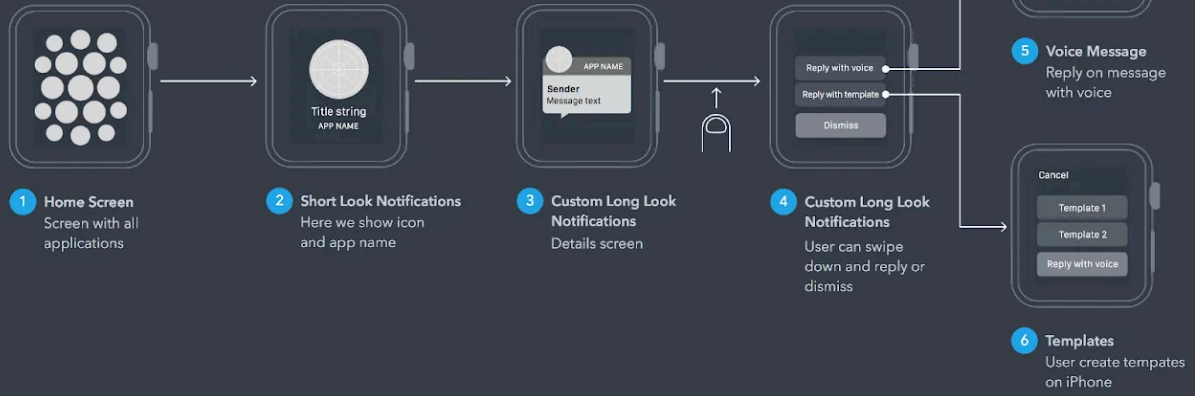 1
Home Screen
Screen with all
applications
Title string
APP NAME
2
Short Look Notifications
Here we show icon
and app name
APP NAME
Sender
Message text
3
Custom Long Look
Notifications
Details screen
Reply with voice
Reply with template
Dismiss
4
Custom Long Look
Notifications
User can swipe
down and reply or
dismiss
5
Voice Message
Reply on message
with voice
Cancel
Template 1
Template 2
Reply with voice
6
Templates
User create tempates
on iPhone